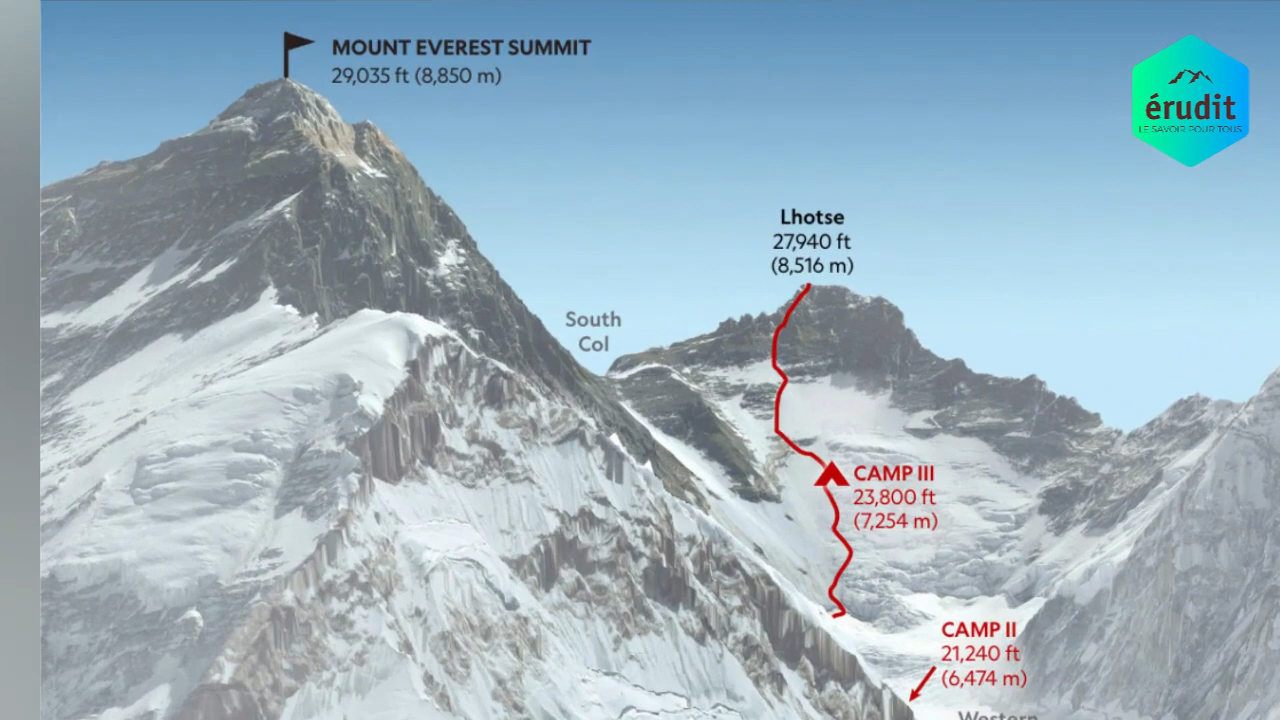 MOUNT EVEREST SUMMIT
29,035 ft (8,850 m)
érudit
LE SAVOIR POUR TOUS
Lhotse
27,940 ft
(8,516 m)
South
Col
CAMP III
23,800 ft
(7,254 m)
CAMP II
21,240 ft
(6,474 m)
Western